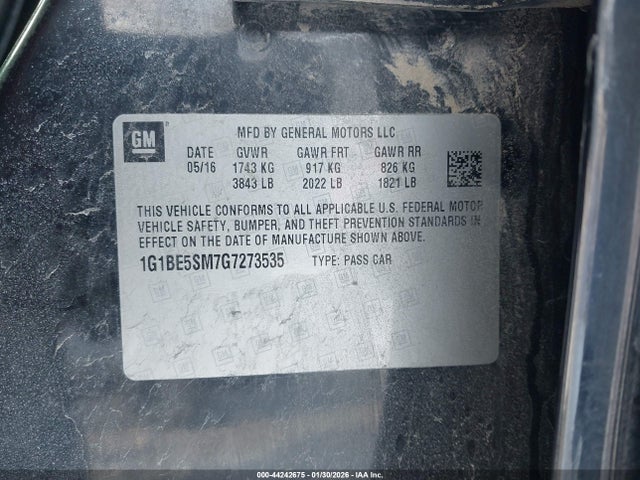 GM
MFD BY GENERAL MOTORS LLC
DATE GVWR GAWR FRT GAWR RR
05/16 1743 KG 917 KG 826 KG
3843 LB 2022 LB 1821 LB
THIS VEHICLE CONFORMS TO ALL APPLICABLE U.S. FEDERAL MOTOR
VEHICLE SAFETY, BUMPER, AND THEFT PREVENTION STANDARDS IN
EFFECT ON THE DATE OF MANUFACTURE SHOWN ABOVE.
1G1BE5SM7G7273535 TYPE: PASS CAR
000-44242675 - 01/30/2026 - IAA Inc.